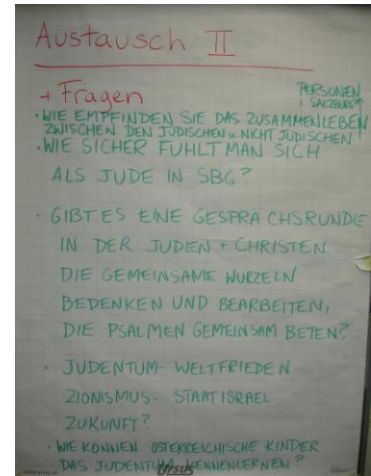 Austausch II
+ Fragen
PERSONEN
SALZBURGS
· WIE EMPFINDEN SIE DAS ZUSAMMENLEBEN
ZWISCHEN DEN JÜDISCHEN u. NICHT JÜDISCHEN
· WIE SICHER FÜHLT MAN SICH
ALS JUDE IN SBG?
· GIBT ES EINE GESPRÄCHSRUNDE
IN DER JUDEN + CHRISTEN
DIE GEMEINSAME WURZELN
BEDENKEN UND BEARBEITEN,
DIE PSALMEN GEMEINSAM BETEN?
· JUDENTUM - WELTFRIEDEN
ZIONISMUS - STAAT ISRAEL
ZUKUNFT?
· WIE KÖNNEN ÖSTERREICHISCHE KINDER
DAS JUDENTUM KENNENLERNEN?